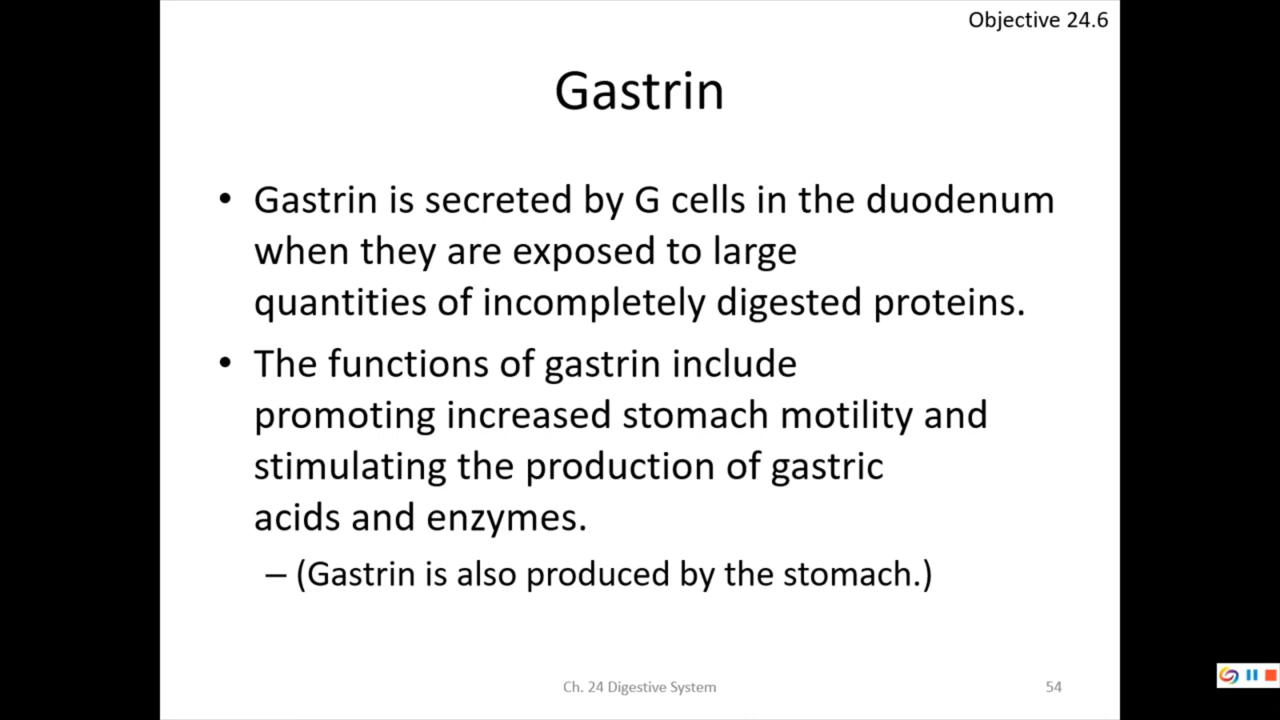 Objective 24.6
Gastrin
• Gastrin is secreted by G cells in the duodenum
when they are exposed to large
quantities of incompletely digested proteins.
• The functions of gastrin include
promoting increased stomach motility and
stimulating the production of gastric
acids and enzymes.
– (Gastrin is also produced by the stomach.)
Ch. 24 Digestive System
54